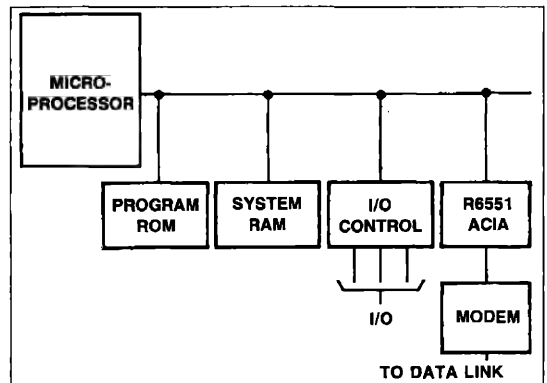 MICRO-
PROCESSOR
PROGRAM
ROM
SYSTEM
RAM
I/O
CONTROL
R6551
ACIA
I/O
MODEM
TO DATA LINK